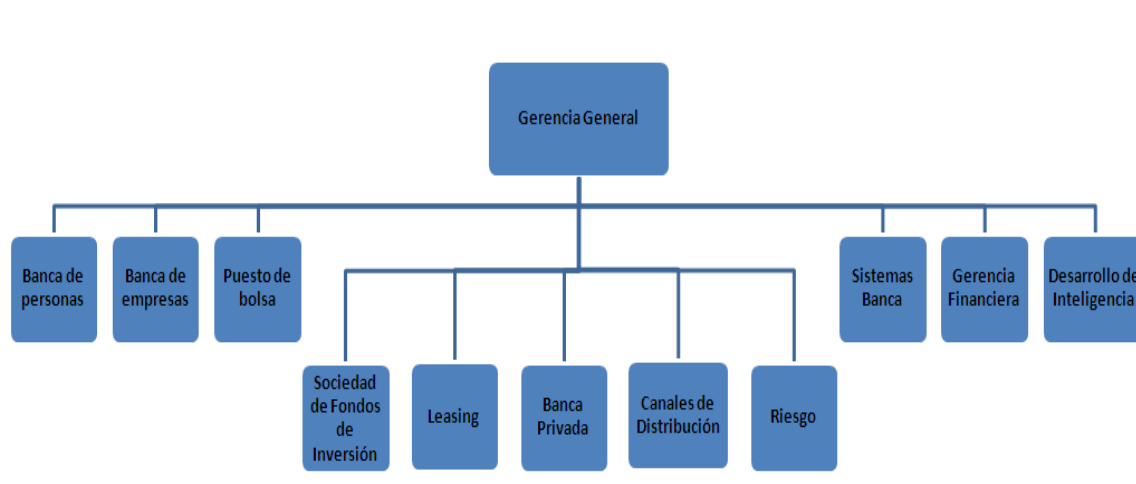 Gerencia General
Banca de
personas
Banca de
empresas
Puesto de
bolsa
Sistemas
Banca
Gerencia
Financiera
Desarrollo de
Inteligencia
Sociedad
de Fondos
de
Inversión
Leasing
Banca
Privada
Canales de
Distribución
Riesgo